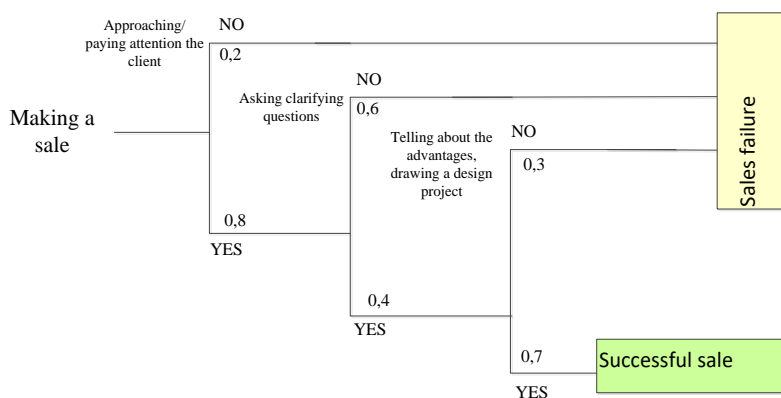 Approaching/
paying attention the
client
NO
0,2
Asking clarifying
questions
NO
0,6
Making a
sale
Telling about the
advantages,
drawing a design
project
NO
0,3
Sales failure
0,8
YES
0,4
YES
0,7
YES
Successful sale